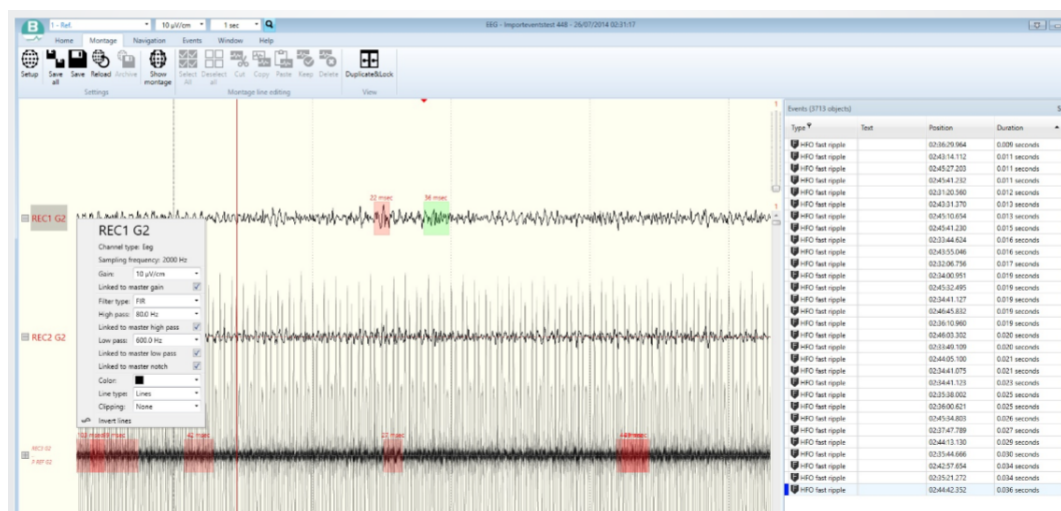 B
1 - Ref.
10 µV/cm
1 sec
EEG - Importeventstest 448 - 26/07/2014 02:31:17
Home
Montage
Navigation
Events
Window
Help
Setup
Save all
Save
Reload
Archive
Show montage
Select All
Deselect all
Cut
Copy
Paste
Keep
Delete
Duplicate&Lock
Settings
Montage line editing
View
1
22 msec
56 msec
1
REC1 G2
REC1 G2
Channel type: Eeg
Sampling frequency: 2000 Hz
Gain: 10 µV/cm
Linked to master gain
Filter type: FIR
High pass: 80.0 Hz
Linked to master high pass
Low pass: 600.0 Hz
Linked to master low pass
Linked to master notch
Color:
Line type: Lines
Clipping: None
Invert lines
REC2 G2
42 msec
REC3 G2
Events (3713 objects)
Type Text Position Duration
HFO fast ripple 02:36:29.964 0.009 seconds
HFO fast ripple 02:43:14.112 0.011 seconds
HFO fast ripple 02:45:27.203 0.011 seconds
HFO fast ripple 02:45:41.232 0.011 seconds
HFO fast ripple 02:31:20.560 0.012 seconds
HFO fast ripple 02:43:31.370 0.013 seconds
HFO fast ripple 02:45:10.654 0.013 seconds
HFO fast ripple 02:45:41.230 0.015 seconds
HFO fast ripple 02:33:44.624 0.016 seconds
HFO fast ripple 02:43:55.046 0.016 seconds
HFO fast ripple 02:32:06.756 0.017 seconds
HFO fast ripple 02:34:00.951 0.019 seconds
HFO fast ripple 02:45:32.495 0.019 seconds
HFO fast ripple 02:34:41.127 0.019 seconds
HFO fast ripple 02:46:45.832 0.019 seconds
HFO fast ripple 02:36:10.960 0.019 seconds
HFO fast ripple 02:46:03.302 0.020 seconds
HFO fast ripple 02:33:49.109 0.020 seconds
HFO fast ripple 02:44:05.100 0.021 seconds
HFO fast ripple 02:34:41.075 0.021 seconds
HFO fast ripple 02:34:41.123 0.023 seconds
HFO fast ripple 02:35:38.002 0.025 seconds
HFO fast ripple 02:36:00.621 0.025 seconds
HFO fast ripple 02:45:34.803 0.026 seconds
HFO fast ripple 02:37:47.789 0.027 seconds
HFO fast ripple 02:44:13.130 0.029 seconds
HFO fast ripple 02:35:44.666 0.030 seconds
HFO fast ripple 02:42:57.654 0.034 seconds
HFO fast ripple 02:35:21.272 0.034 seconds
HFO fast ripple 02:44:42.352 0.036 seconds